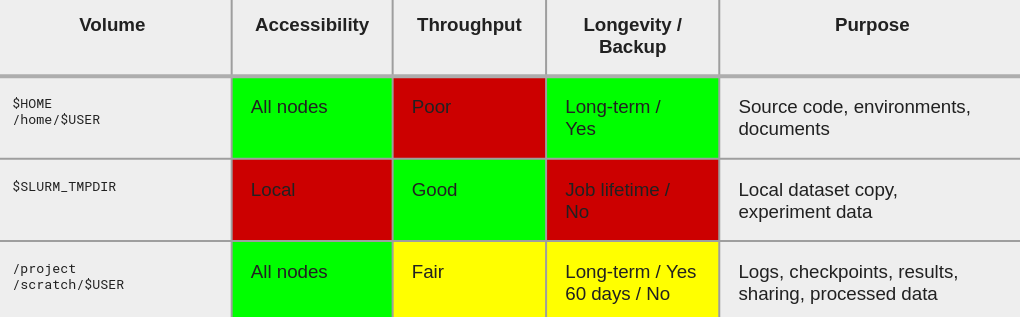 Volume Accessibility Throughput Longevity / Backup Purpose
$HOME
/home/$USER
All nodes
Poor
Long-term /
Yes
Source code, environments,
documents
$SLURM_TMPDIR
Local
Good
Job lifetime /
No
Local dataset copy,
experiment data
/project
/scratch/$USER
All nodes
Fair
Long-term / Yes
60 days / No
Logs, checkpoints, results,
sharing, processed data